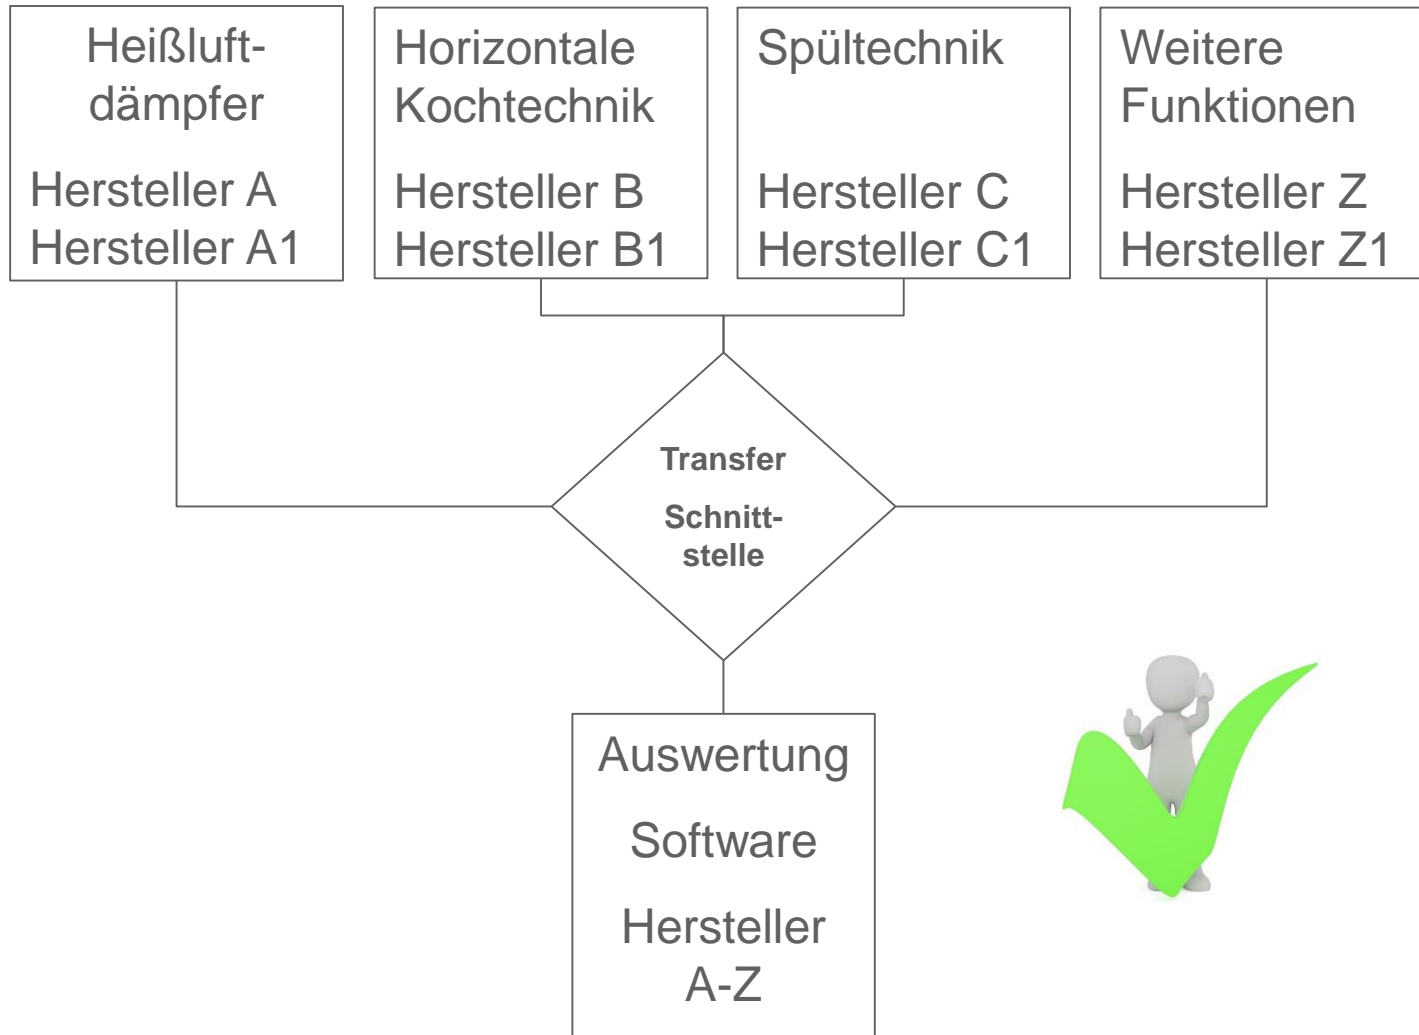 Heißluft-
dämpfer
Hersteller A
Hersteller A1
Horizontale
Kochtechnik
Hersteller B
Hersteller B1
Spültechnik
Hersteller C
Hersteller C1
Weitere
Funktionen
Hersteller Z
Hersteller Z1
Transfer
Schnitt-
stelle
Auswertung
Software
Hersteller
A-Z